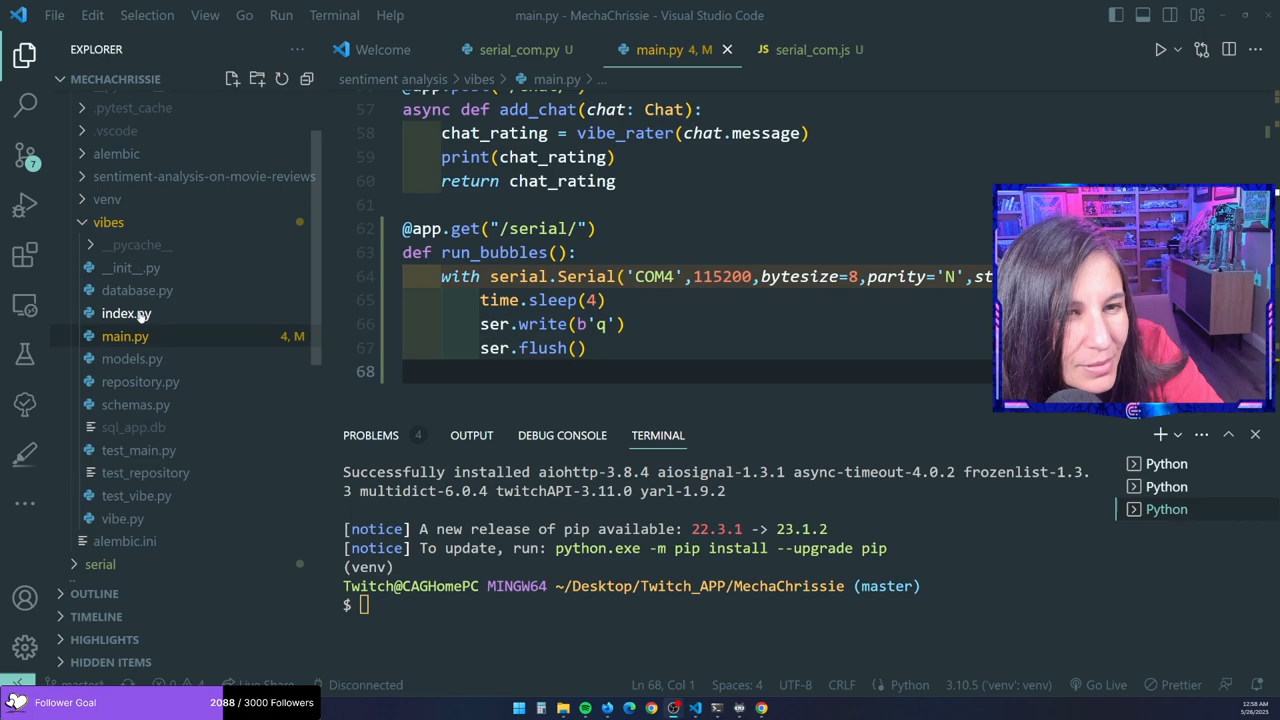 File Edit Selection View Go Run Terminal Help
main.py - MechaChrissie - Visual Studio Code
EXPLORER
Welcome
serial_com.py U
main.py 4, M
serial_com.js U
MECHACHRISSIE
sentiment analysis > vibes > main.py > ...
.pytest_cache
.vscode
alembic
sentiment-analysis-on-movie-reviews
venv
vibes
__pycache__
__init__.py
database.py
index.py
main.py 4, M
models.py
repository.py
schemas.py
sql_app.db
test_main.py
test_repository
test_vibe.py
vibe.py
alembic.ini
serial
OUTLINE
TIMELINE
HIGHLIGHTS
HIDDEN ITEMS
7
57 async def add_chat(chat: Chat):
58 chat_rating = vibe_rater(chat.message)
59 print(chat_rating)
60 return chat_rating
61
62 @app.get("/serial/")
63 def run_bubbles():
64 with serial.Serial('COM4',115200,bytesize=8,parity='N',st
65 time.sleep(4)
66 ser.write(b'q')
67 ser.flush()
68
PROBLEMS 4 OUTPUT DEBUG CONSOLE TERMINAL
Successfully installed aiohttp-3.8.4 aiosignal-1.3.1 async-timeout-4.0.2 frozenlist-1.3.
3 multidict-6.0.4 twitchAPI-3.11.0 yarl-1.9.2
[notice] A new release of pip available: 22.3.1 -> 23.1.2
[notice] To update, run: python.exe -m pip install --upgrade pip
(venv)
Twitch@CAGHomePC MINGW64 ~/Desktop/Twitch_APP/MechaChrissie (master)
$
Python
Python
Python
Disconnected
Ln 68, Col 1 Spaces: 4 UTF-8 CRLF Python 3.10.5 ('venv': venv) Go Live Prettier
Follower Goal 2088 / 3000 Followers
12:58 AM
5/26/2023